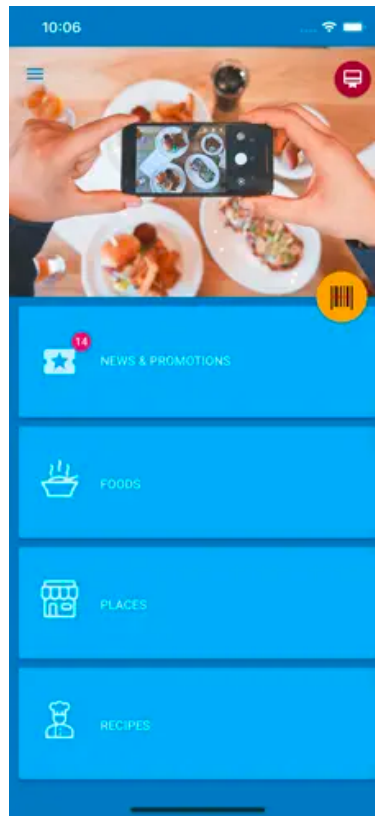 10:06
14
NEWS & PROMOTIONS
FOODS
PLACES
RECIPES